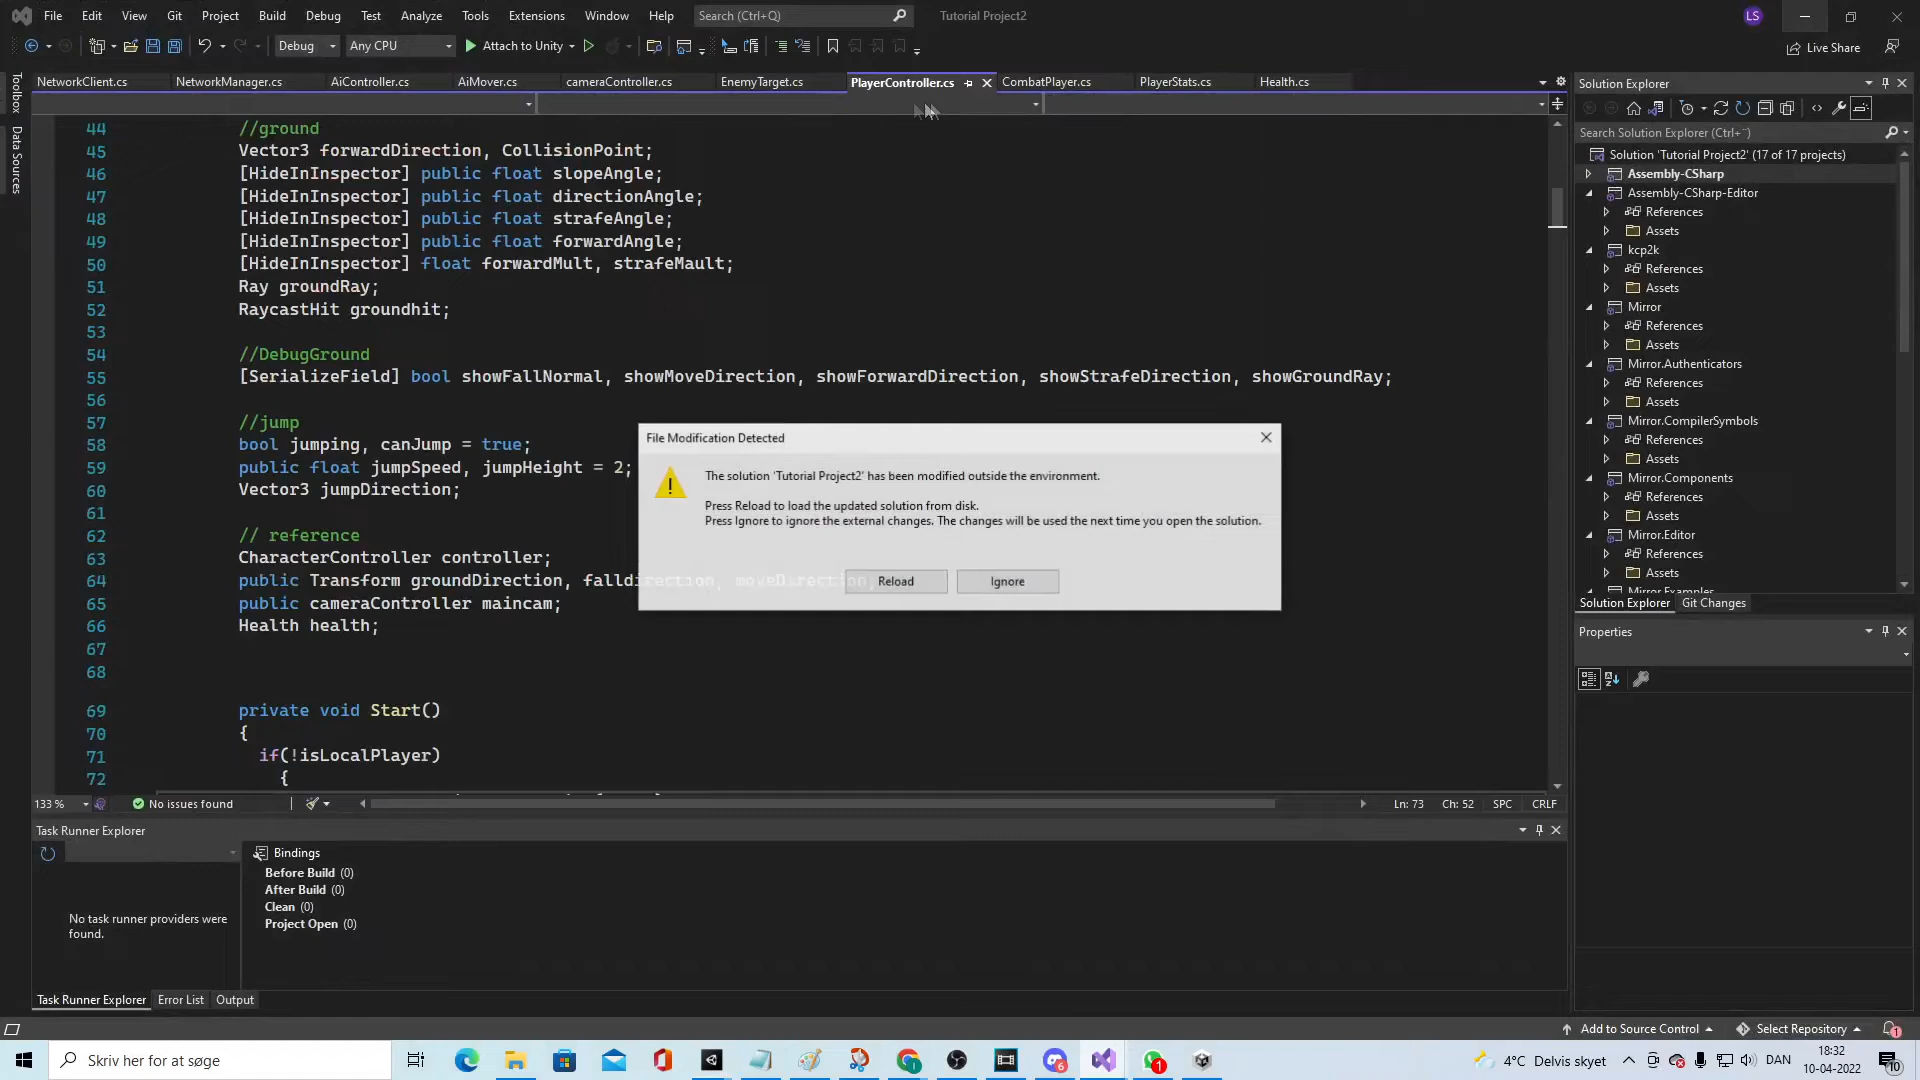 File Edit View Git Project Build Debug Test Analyze Tools Extensions Window Help Search (Ctrl+Q) Tutorial Project2 LS
Debug Any CPU Attach to Unity Live Share
Toolbox
Data Sources
NetworkClient.cs NetworkManager.cs AiController.cs AiMover.cs cameraController.cs EnemyTarget.cs PlayerController.cs CombatPlayer.cs PlayerStats.cs Health.cs
44 //ground
45 Vector3 forwardDirection, CollisionPoint;
46 [HideInInspector] public float slopeAngle;
47 [HideInInspector] public float directionAngle;
48 [HideInInspector] public float strafeAngle;
49 [HideInInspector] public float forwardAngle;
50 [HideInInspector] float forwardMult, strafeMault;
51 Ray groundRay;
52 RaycastHit groundhit;
53
54 //DebugGround
55 [SerializeField] bool showFallNormal, showMoveDirection, showForwardDirection, showStrafeDirection, showGroundRay;
56
57 //jump
58 bool jumping, canJump = true;
59 public float jumpSpeed, jumpHeight = 2;
60 Vector3 jumpDirection;
61
62 // reference
63 CharacterController controller;
64 public Transform groundDirection, falldirection, moveDirection;
65 public cameraController maincam;
66 Health health;
67
68
69 private void Start()
70 {
71 if(!isLocalPlayer)
72 {
File Modification Detected
The solution 'Tutorial Project2' has been modified outside the environment.
Press Reload to load the updated solution from disk.
Press Ignore to ignore the external changes. The changes will be used the next time you open the solution.
Reload Ignore
133 % No issues found Ln: 73 Ch: 52 SPC CRLF
Task Runner Explorer
Bindings
Before Build (0)
After Build (0)
Clean (0)
Project Open (0)
No task runner providers were
found.
Task Runner Explorer Error List Output
Solution Explorer
Search Solution Explorer (Ctrl+¨)
Solution 'Tutorial Project2' (17 of 17 projects)
Assembly-CSharp
Assembly-CSharp-Editor
References
Assets
kcp2k
References
Assets
Mirror
References
Assets
Mirror.Authenticators
References
Assets
Mirror.CompilerSymbols
References
Assets
Mirror.Components
References
Assets
Mirror.Editor
References
Assets
Mirror.Examples
Solution Explorer Git Changes
Properties
Add to Source Control Select Repository 1
Skriv her for at søge 6 1 4°C Delvis skyet DAN 18:32
10-04-2022 10